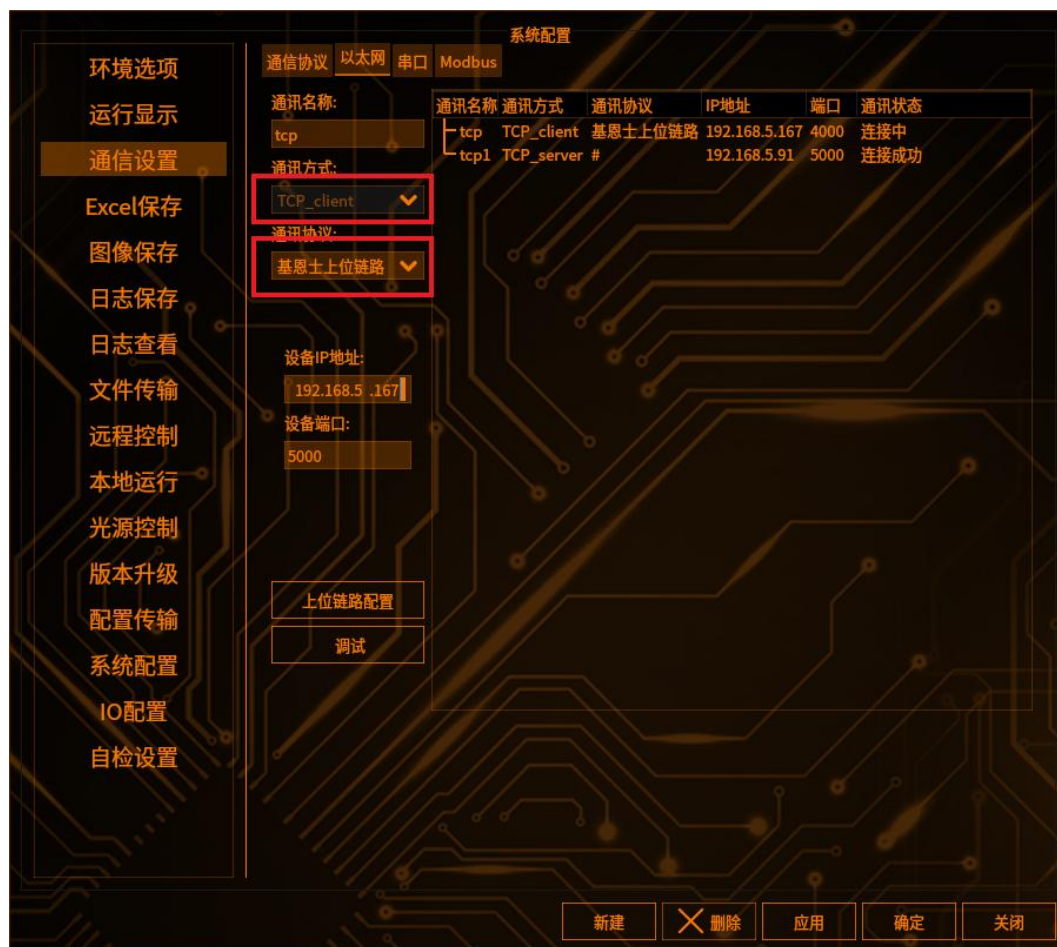 系统配置
环境选项
运行显示
通信设置
Excel保存
图像保存
日志保存
日志查看
文件传输
远程控制
本地运行
光源控制
版本升级
配置传输
系统配置
IO配置
自检设置
通信协议 以太网 串口 Modbus
通讯名称:
tcp
通讯方式:
TCP_client
通讯协议:
基恩士上位链路
设备IP地址:
192.168.5 .167
设备端口:
5000
上位链路配置
调试
通讯名称 通讯方式 通讯协议 IP地址 端口 通讯状态
tcp TCP_client 基恩士上位链路 192.168.5.167 4000 连接中
tcp1 TCP_server # 192.168.5.91 5000 连接成功
新建 删除 应用 确定 关闭